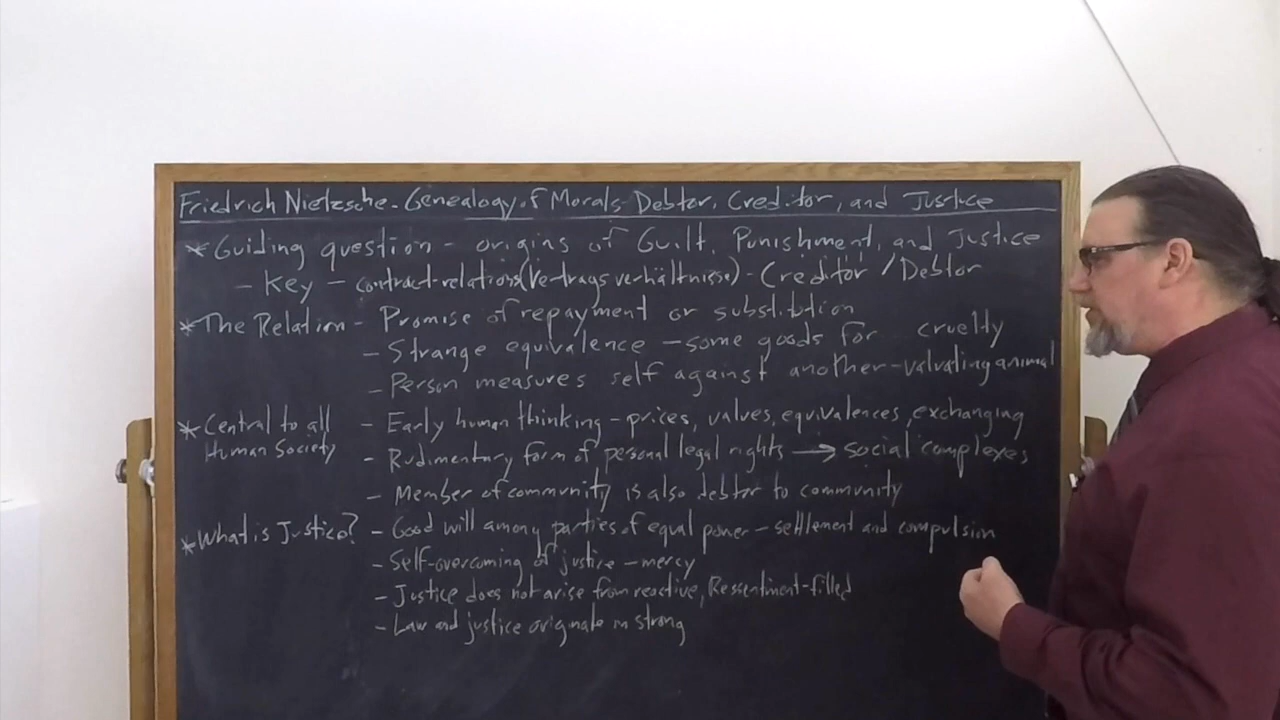 Friedrich Nietzsche - Genealogy of Morals - Debtor, Creditor, and Justice
* Guiding question - origins of Guilt, Punishment, and Justice
- Key - contract-relations (Vertragsverhältnisse) - Creditor / Debtor
* The Relation - Promise of repayment or substitution
- Strange equivalence - some goods for cruelty
- Person measures self against another - valuating animal
* Central to all Human Society - Early human thinking - prices, values, equivalences, exchanging
- Rudimentary form of personal legal rights → social complexes
- Member of community is also debtor to community
* What is Justice? - Good will among parties of equal power - settlement and compulsion
- Self-overcoming of justice - mercy
- Justice does not arise from reactive, Ressentiment-filled
- Law and justice originate in strong